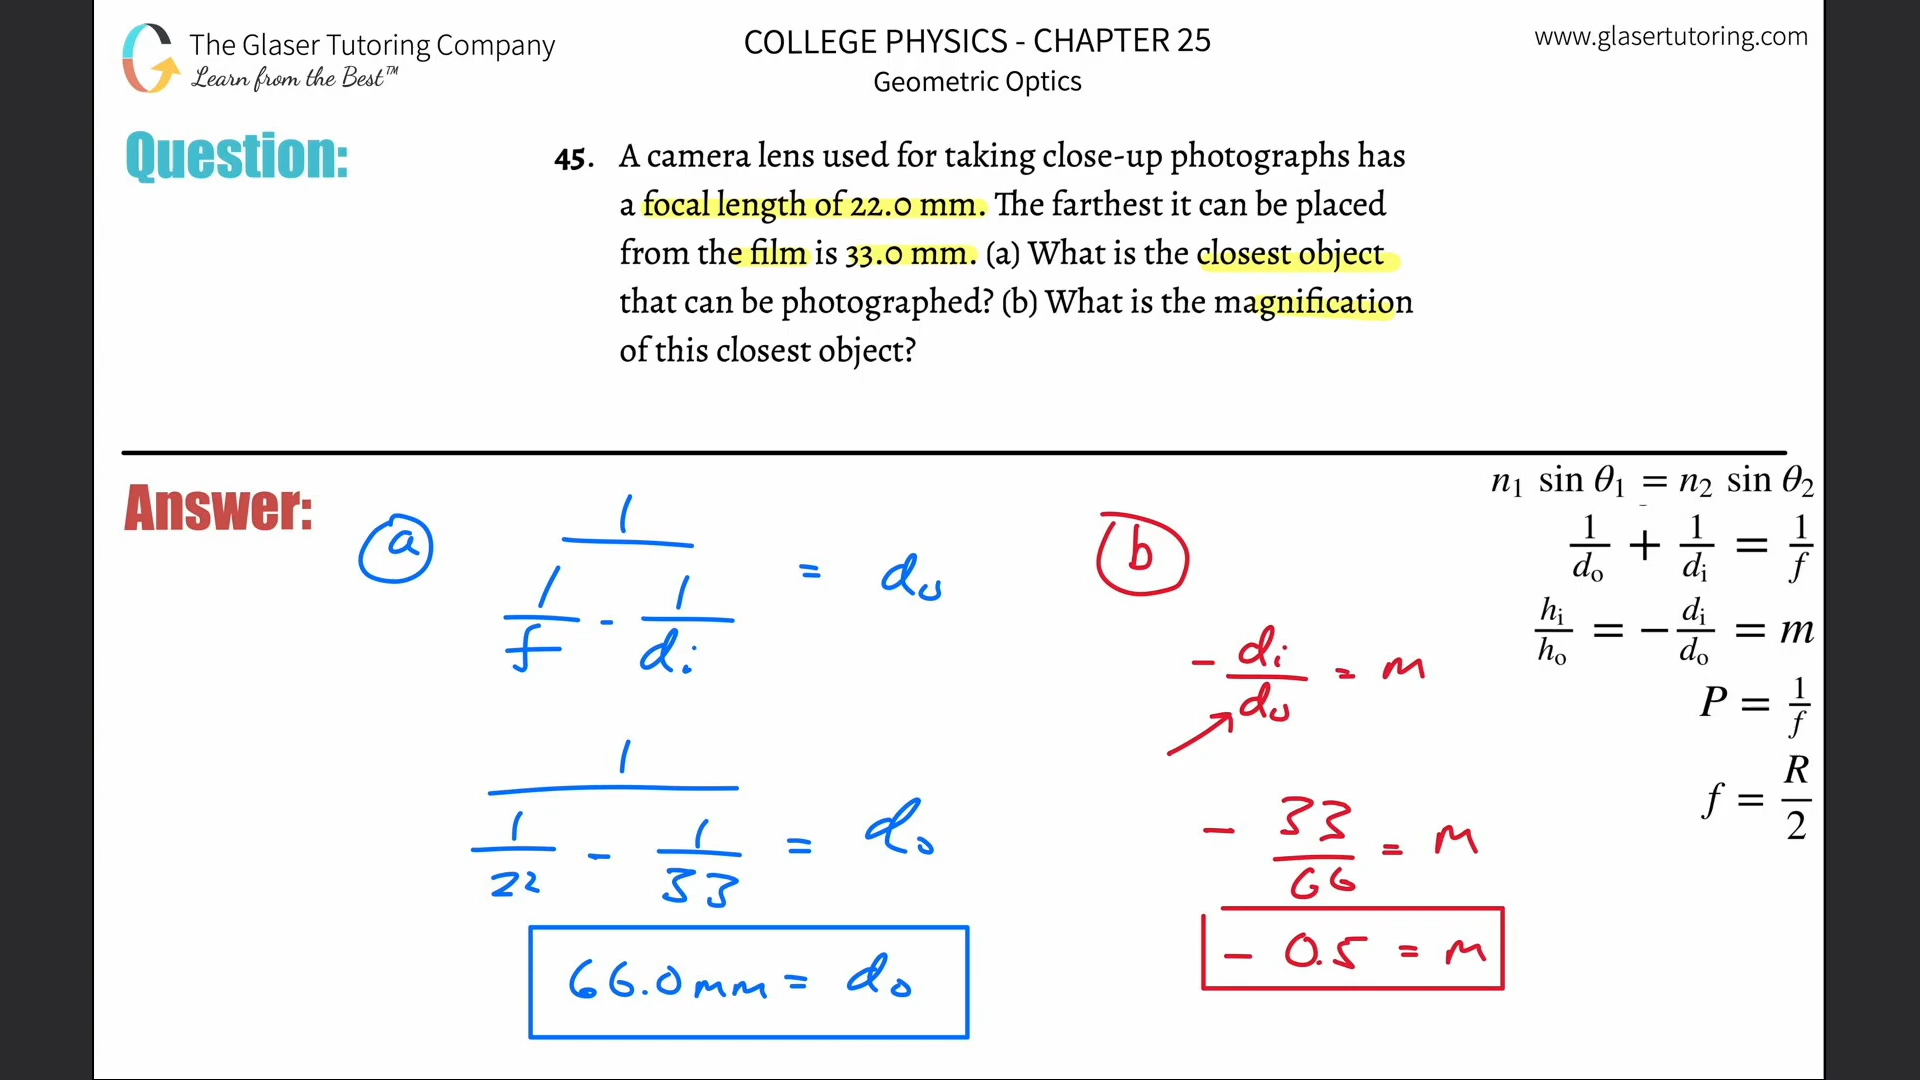 The Glaser Tutoring Company
Learn from the Best™
COLLEGE PHYSICS - CHAPTER 25
Geometric Optics
www.glasertutoring.com
Question:
45. A camera lens used for taking close-up photographs has
a focal length of 22.0 mm. The farthest it can be placed
from the film is 33.0 mm. (a) What is the closest object
that can be photographed? (b) What is the magnification
of this closest object?
Answer:
a
1 / (1/f - 1/di) = do
1 / (1/22 - 1/33) = do
66.0mm = do
b
- di/do = m
- 33/66 = m
- 0.5 = m
n₁ sin θ₁ = n₂ sin θ₂
1/dₒ + 1/dᵢ = 1/f
hᵢ/hₒ = − dᵢ/dₒ = m
P = 1/f
f = R/2